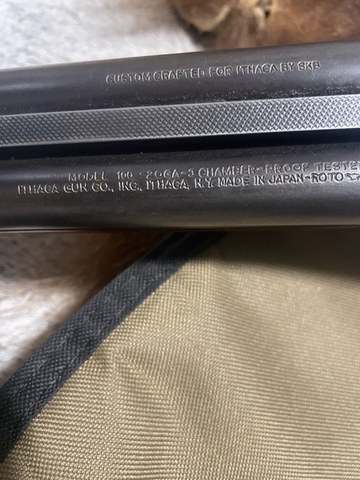 CUSTOM CRAFTED FOR ITHACA BY SKB
MODEL 100 - 20GA - 3 CHAMBER - PROOF TESTED
ITHACA GUN CO., INC., ITHACA, N.Y. MADE IN JAPAN - ROTO